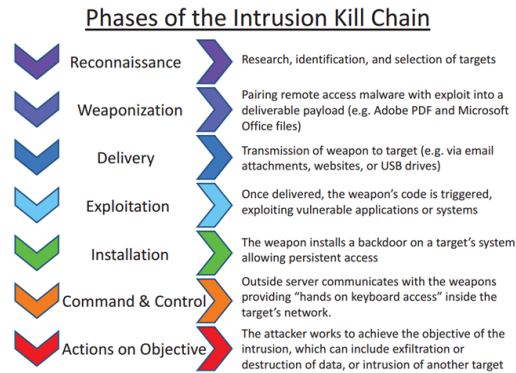 Phases of the Intrusion Kill Chain
Reconnaissance
Research, identification, and selection of targets
Weaponization
Pairing remote access malware with exploit into a
deliverable payload (e.g. Adobe PDF and Microsoft
Office files)
Delivery
Transmission of weapon to target (e.g. via email
attachments, websites, or USB drives)
Exploitation
Once delivered, the weapon's code is triggered,
exploiting vulnerable applications or systems
Installation
The weapon installs a backdoor on a target's system
allowing persistent access
Command & Control
Outside server communicates with the weapons
providing "hands on keyboard access" inside the
target's network.
Actions on Objective
The attacker works to achieve the objective of the
intrusion, which can include exfiltration or
destruction of data, or intrusion of another target